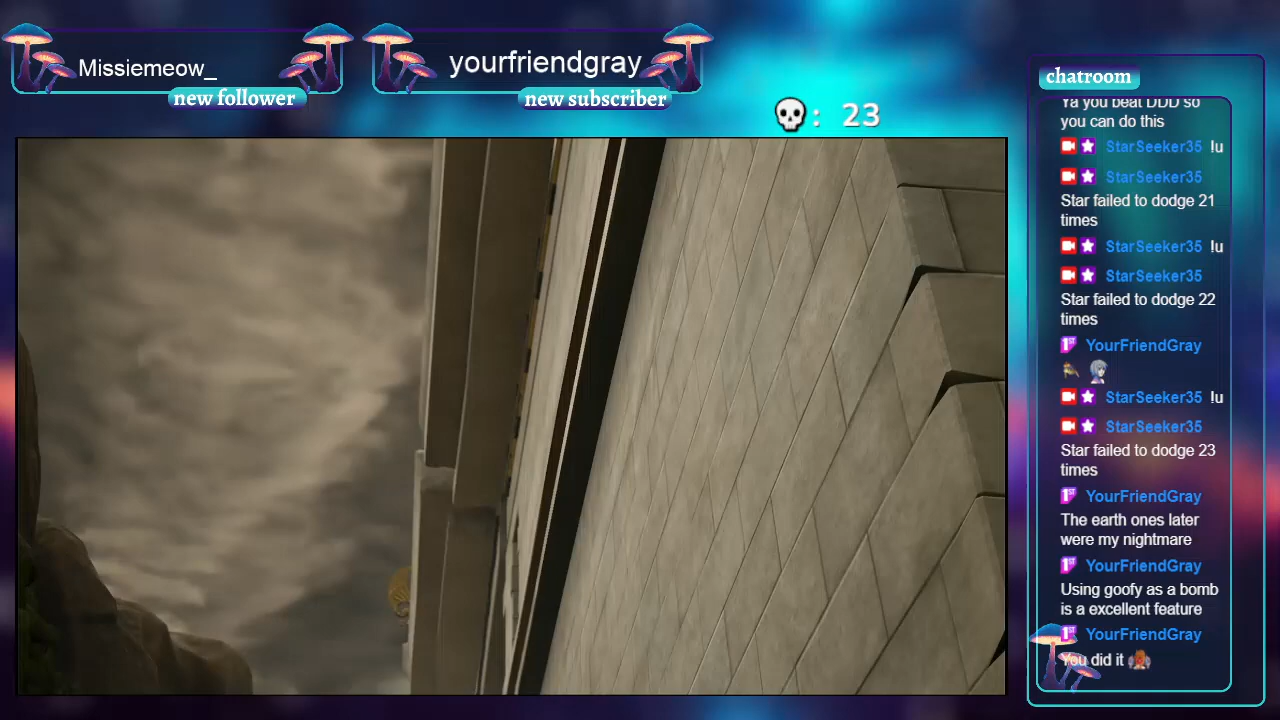 Missiemeow_
new follower
yourfriendgray
new subscriber
: 23
chatroom
Ya you beat DDD so
you can do this
StarSeeker35 !u
StarSeeker35
Star failed to dodge 21
times
StarSeeker35 !u
StarSeeker35
Star failed to dodge 22
times
YourFriendGray
StarSeeker35 !u
StarSeeker35
Star failed to dodge 23
times
YourFriendGray
The earth ones later
were my nightmare
YourFriendGray
Using goofy as a bomb
is a excellent feature
YourFriendGray
You did it